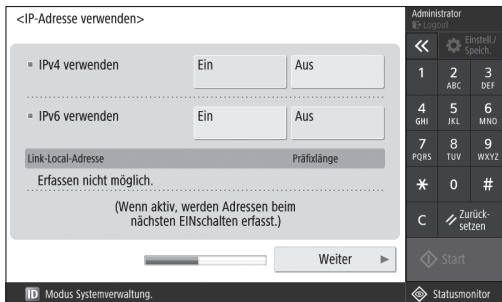 <IP-Adresse verwenden>
IPv4 verwenden Ein Aus
IPv6 verwenden Ein Aus
Link-Local-Adresse Präfixlänge
Erfassen nicht möglich.
(Wenn aktiv, werden Adressen beim
nächsten EINschalten erfasst.)
Weiter
ID Modus Systemverwaltung.
Administrator
Logout
Einstell./
Speich.
1 2 3
ABC DEF
4 5 6
GHI JKL MNO
7 8 9
PQRS TUV WXYZ
* 0 #
C Zurück-
setzen
Start
Statusmonitor